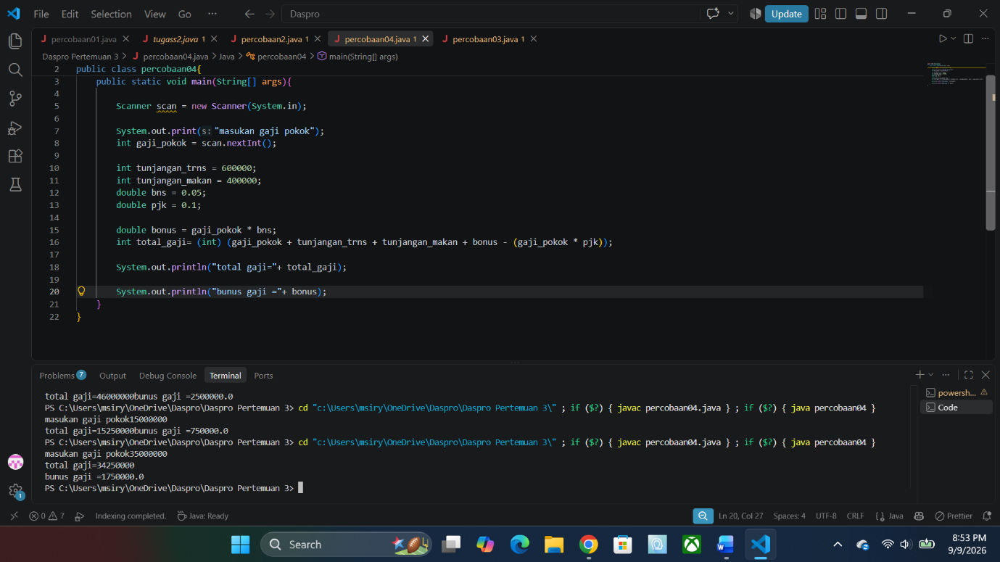 File Edit Selection View Go ··· Daspro Update
percobaan01.java tugass2.java 1 percobaan2.java 1 percobaan04.java 1 percobaan03.java 1
Daspro Pertemuan 3 > percobaan04.java > Java > percobaan04 > main(String[] args)
2 public class percobaan04{
3 public static void main(String[] args){
4
5 Scanner scan = new Scanner(System.in);
6
7 System.out.print(s: "masukan gaji pokok");
8 int gaji_pokok = scan.nextInt();
9
10 int tunjangan_trns = 600000;
11 int tunjangan_makan = 400000;
12 double bns = 0.05;
13 double pjk = 0.1;
14
15 double bonus = gaji_pokok * bns;
16 int total_gaji= (int) (gaji_pokok + tunjangan_trns + tunjangan_makan + bonus - (gaji_pokok * pjk));
17
18 System.out.println("total gaji="+ total_gaji);
19
20 System.out.println("bunus gaji ="+ bonus);
21 }
22 }
Problems 7 Output Debug Console Terminal Ports
total gaji=46000000bunus gaji =2500000.0
PS C:\Users\msiry\OneDrive\Daspro\Daspro Pertemuan 3> cd "c:\Users\msiry\OneDrive\Daspro\Daspro Pertemuan 3\" ; if ($?) { javac percobaan04.java } ; if ($?) { java percobaan04 }
masukan gaji pokok15000000
total gaji=15250000bunus gaji =750000.0
PS C:\Users\msiry\OneDrive\Daspro\Daspro Pertemuan 3> cd "c:\Users\msiry\OneDrive\Daspro\Daspro Pertemuan 3\" ; if ($?) { javac percobaan04.java } ; if ($?) { java percobaan04 }
masukan gaji pokok35000000
total gaji=34250000
bunus gaji =1750000.0
PS C:\Users\msiry\OneDrive\Daspro\Daspro Pertemuan 3>
powersh...
Code
1
0 7 Indexing completed. Java: Ready Ln 20, Col 27 Spaces: 4 UTF-8 CRLF Java Prettier
Search
8:53 PM
9/9/2026